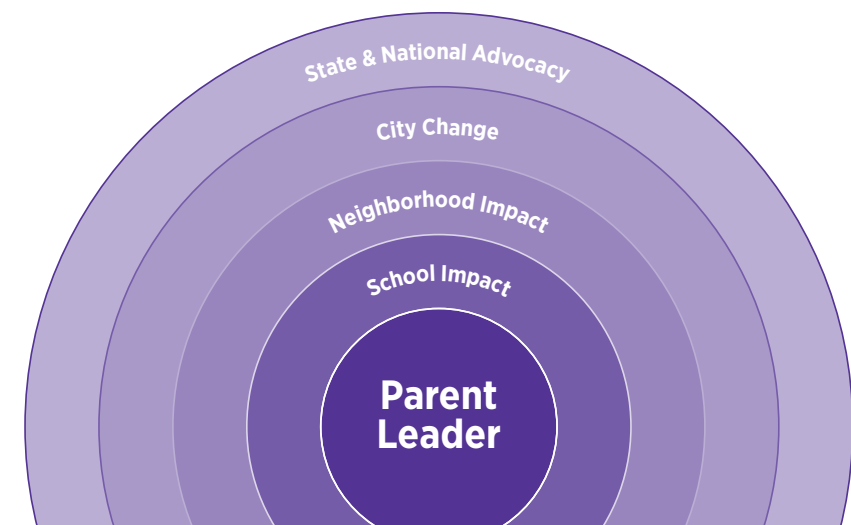 State & National Advocacy
City Change
Neighborhood Impact
School Impact
Parent
Leader